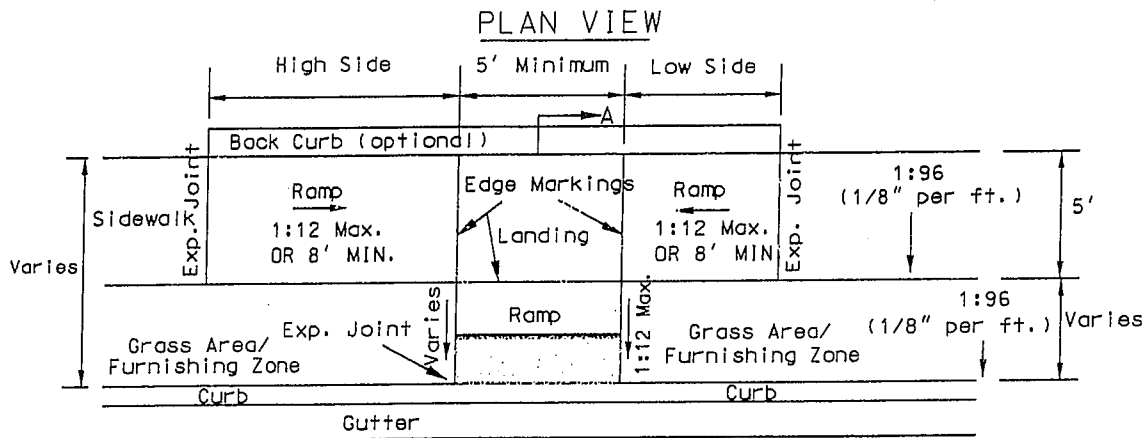 PLAN VIEW
High Side
5' Minimum
Low Side
A
Back Curb (optional)
Exp. Joint
Sidewalk
Ramp
1:12 Max.
OR 8' MIN.
Edge Markings
Landing
Ramp
1:12 Max.
OR 8' MIN
Exp. Joint
1:96
(1/8" per ft.)
5'
Varies
Grass Area/
Furnishing Zone
Exp. Joint
Varies
Ramp
1:12 Max.
Grass Area/
Furnishing Zone
1:96
(1/8" per ft.)
Varies
Curb
Curb
Gutter